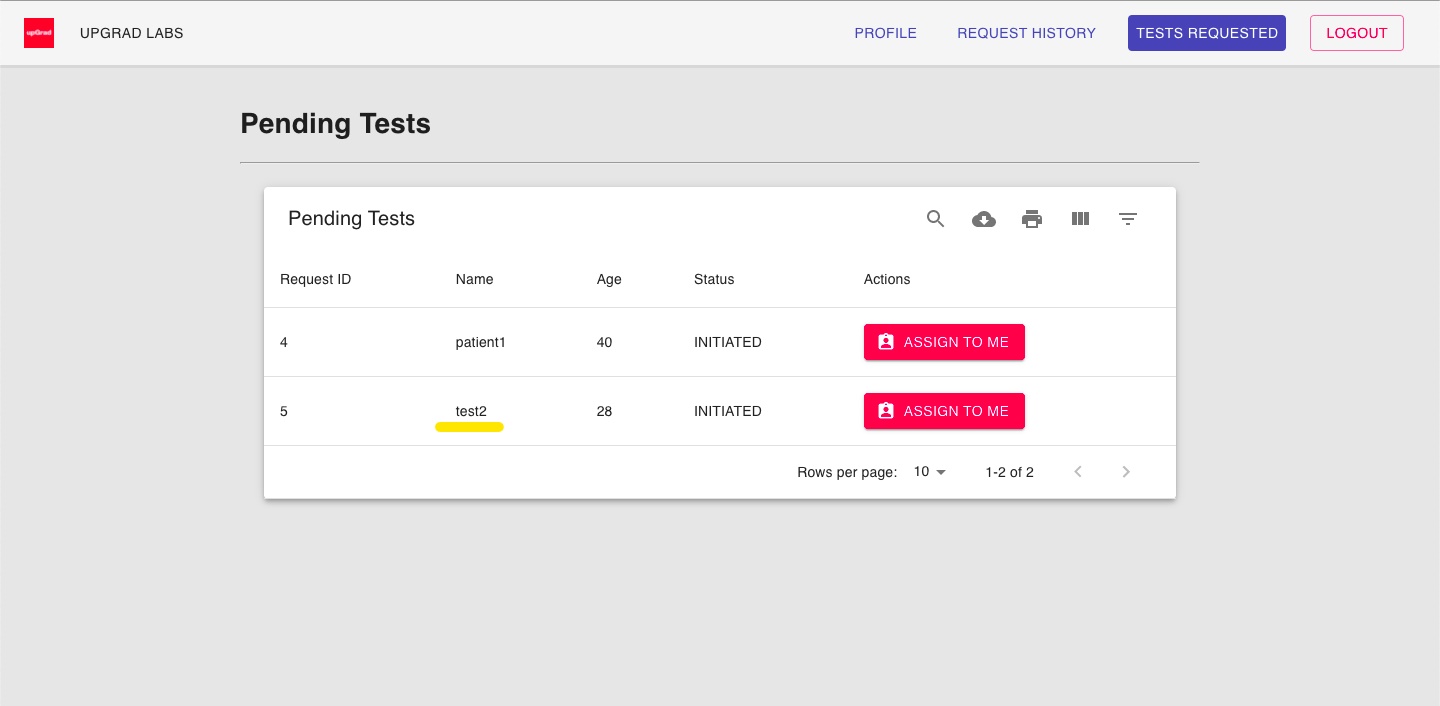 upGrad UPGRAD LABS PROFILE REQUEST HISTORY TESTS REQUESTED LOGOUT
Pending Tests
Pending Tests
Request ID Name Age Status Actions
4 patient1 40 INITIATED ASSIGN TO ME
5 test2 28 INITIATED ASSIGN TO ME
Rows per page: 10 1-2 of 2